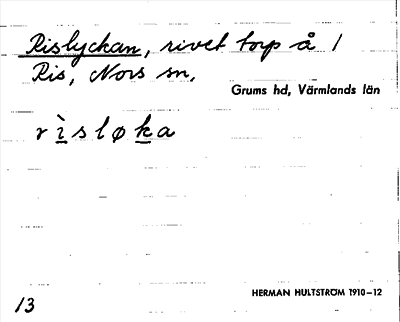 Rislyckan, rivet torp å 1
Ris, Nors sn,
Grums hd, Värmlands län
rìsløka
HERMAN HULTSTRÖM 1910–12
13